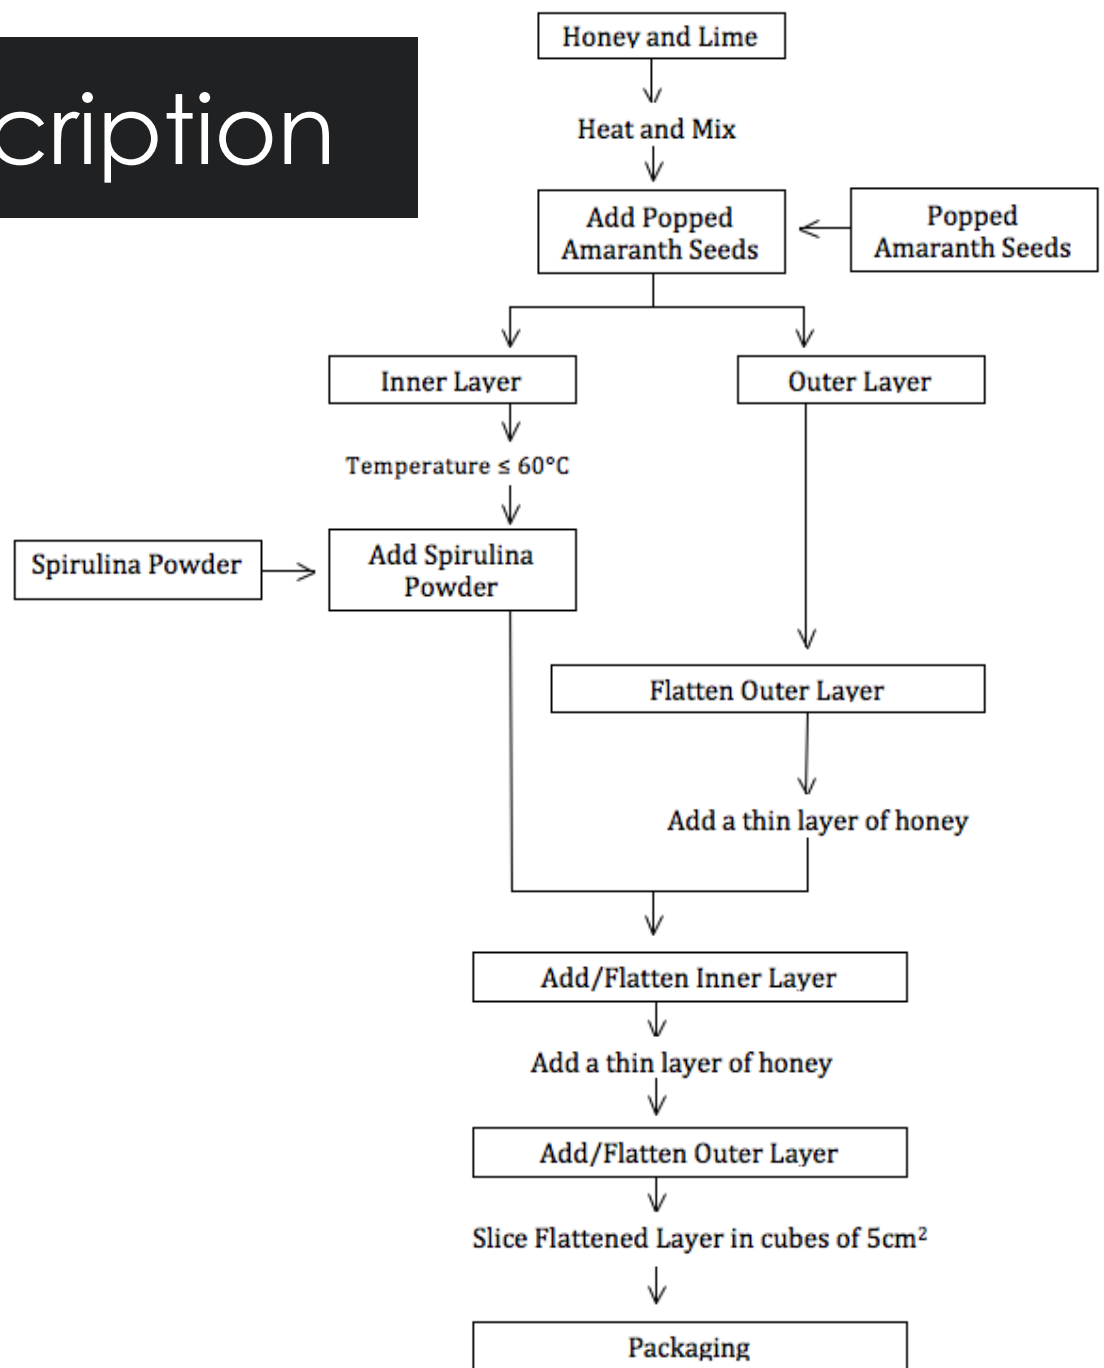 cription
Honey and Lime
Heat and Mix
Add Popped
Amaranth Seeds
Popped
Amaranth Seeds
Inner Layer
Outer Layer
Temperature ≤ 60°C
Spirulina Powder
Add Spirulina
Powder
Flatten Outer Layer
Add a thin layer of honey
Add/Flatten Inner Layer
Add a thin layer of honey
Add/Flatten Outer Layer
Slice Flattened Layer in cubes of 5cm²
Packaging